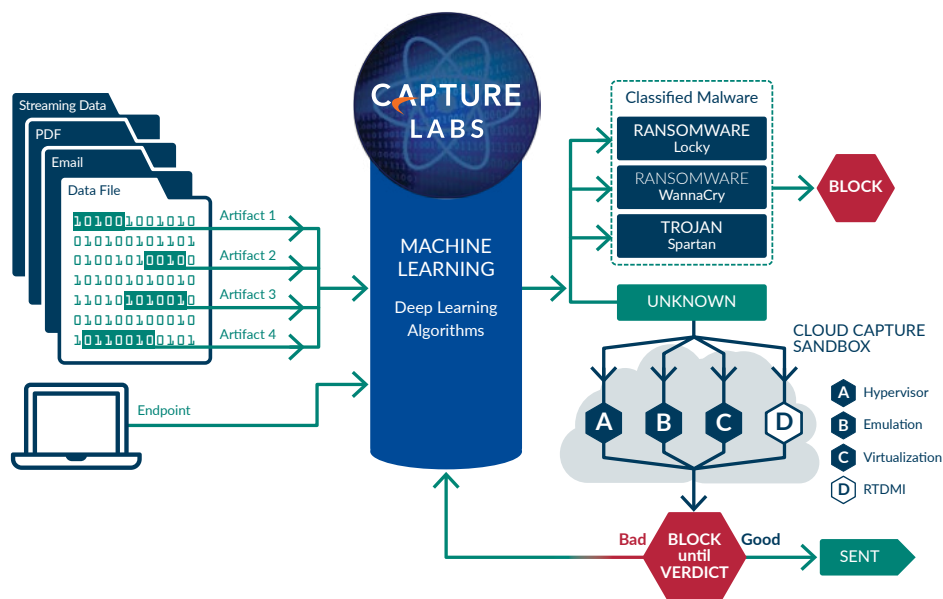 Streaming Data
PDF
Email
Data File
101001001010
010100101101
010010100100
101010010010
110101010010
010100100010
101100100101
Artifact 1
Artifact 2
Artifact 3
Artifact 4
Endpoint
CAPTURE
LABS
MACHINE
LEARNING
Deep Learning
Algorithms
Classified Malware
RANSOMWARE
Locky
RANSOMWARE
WannaCry
TROJAN
Spartan
BLOCK
UNKNOWN
CLOUD CAPTURE
SANDBOX
A
B
C
D
A Hypervisor
B Emulation
C Virtualization
D RTDMI
Bad
BLOCK
until
VERDICT
Good
SENT